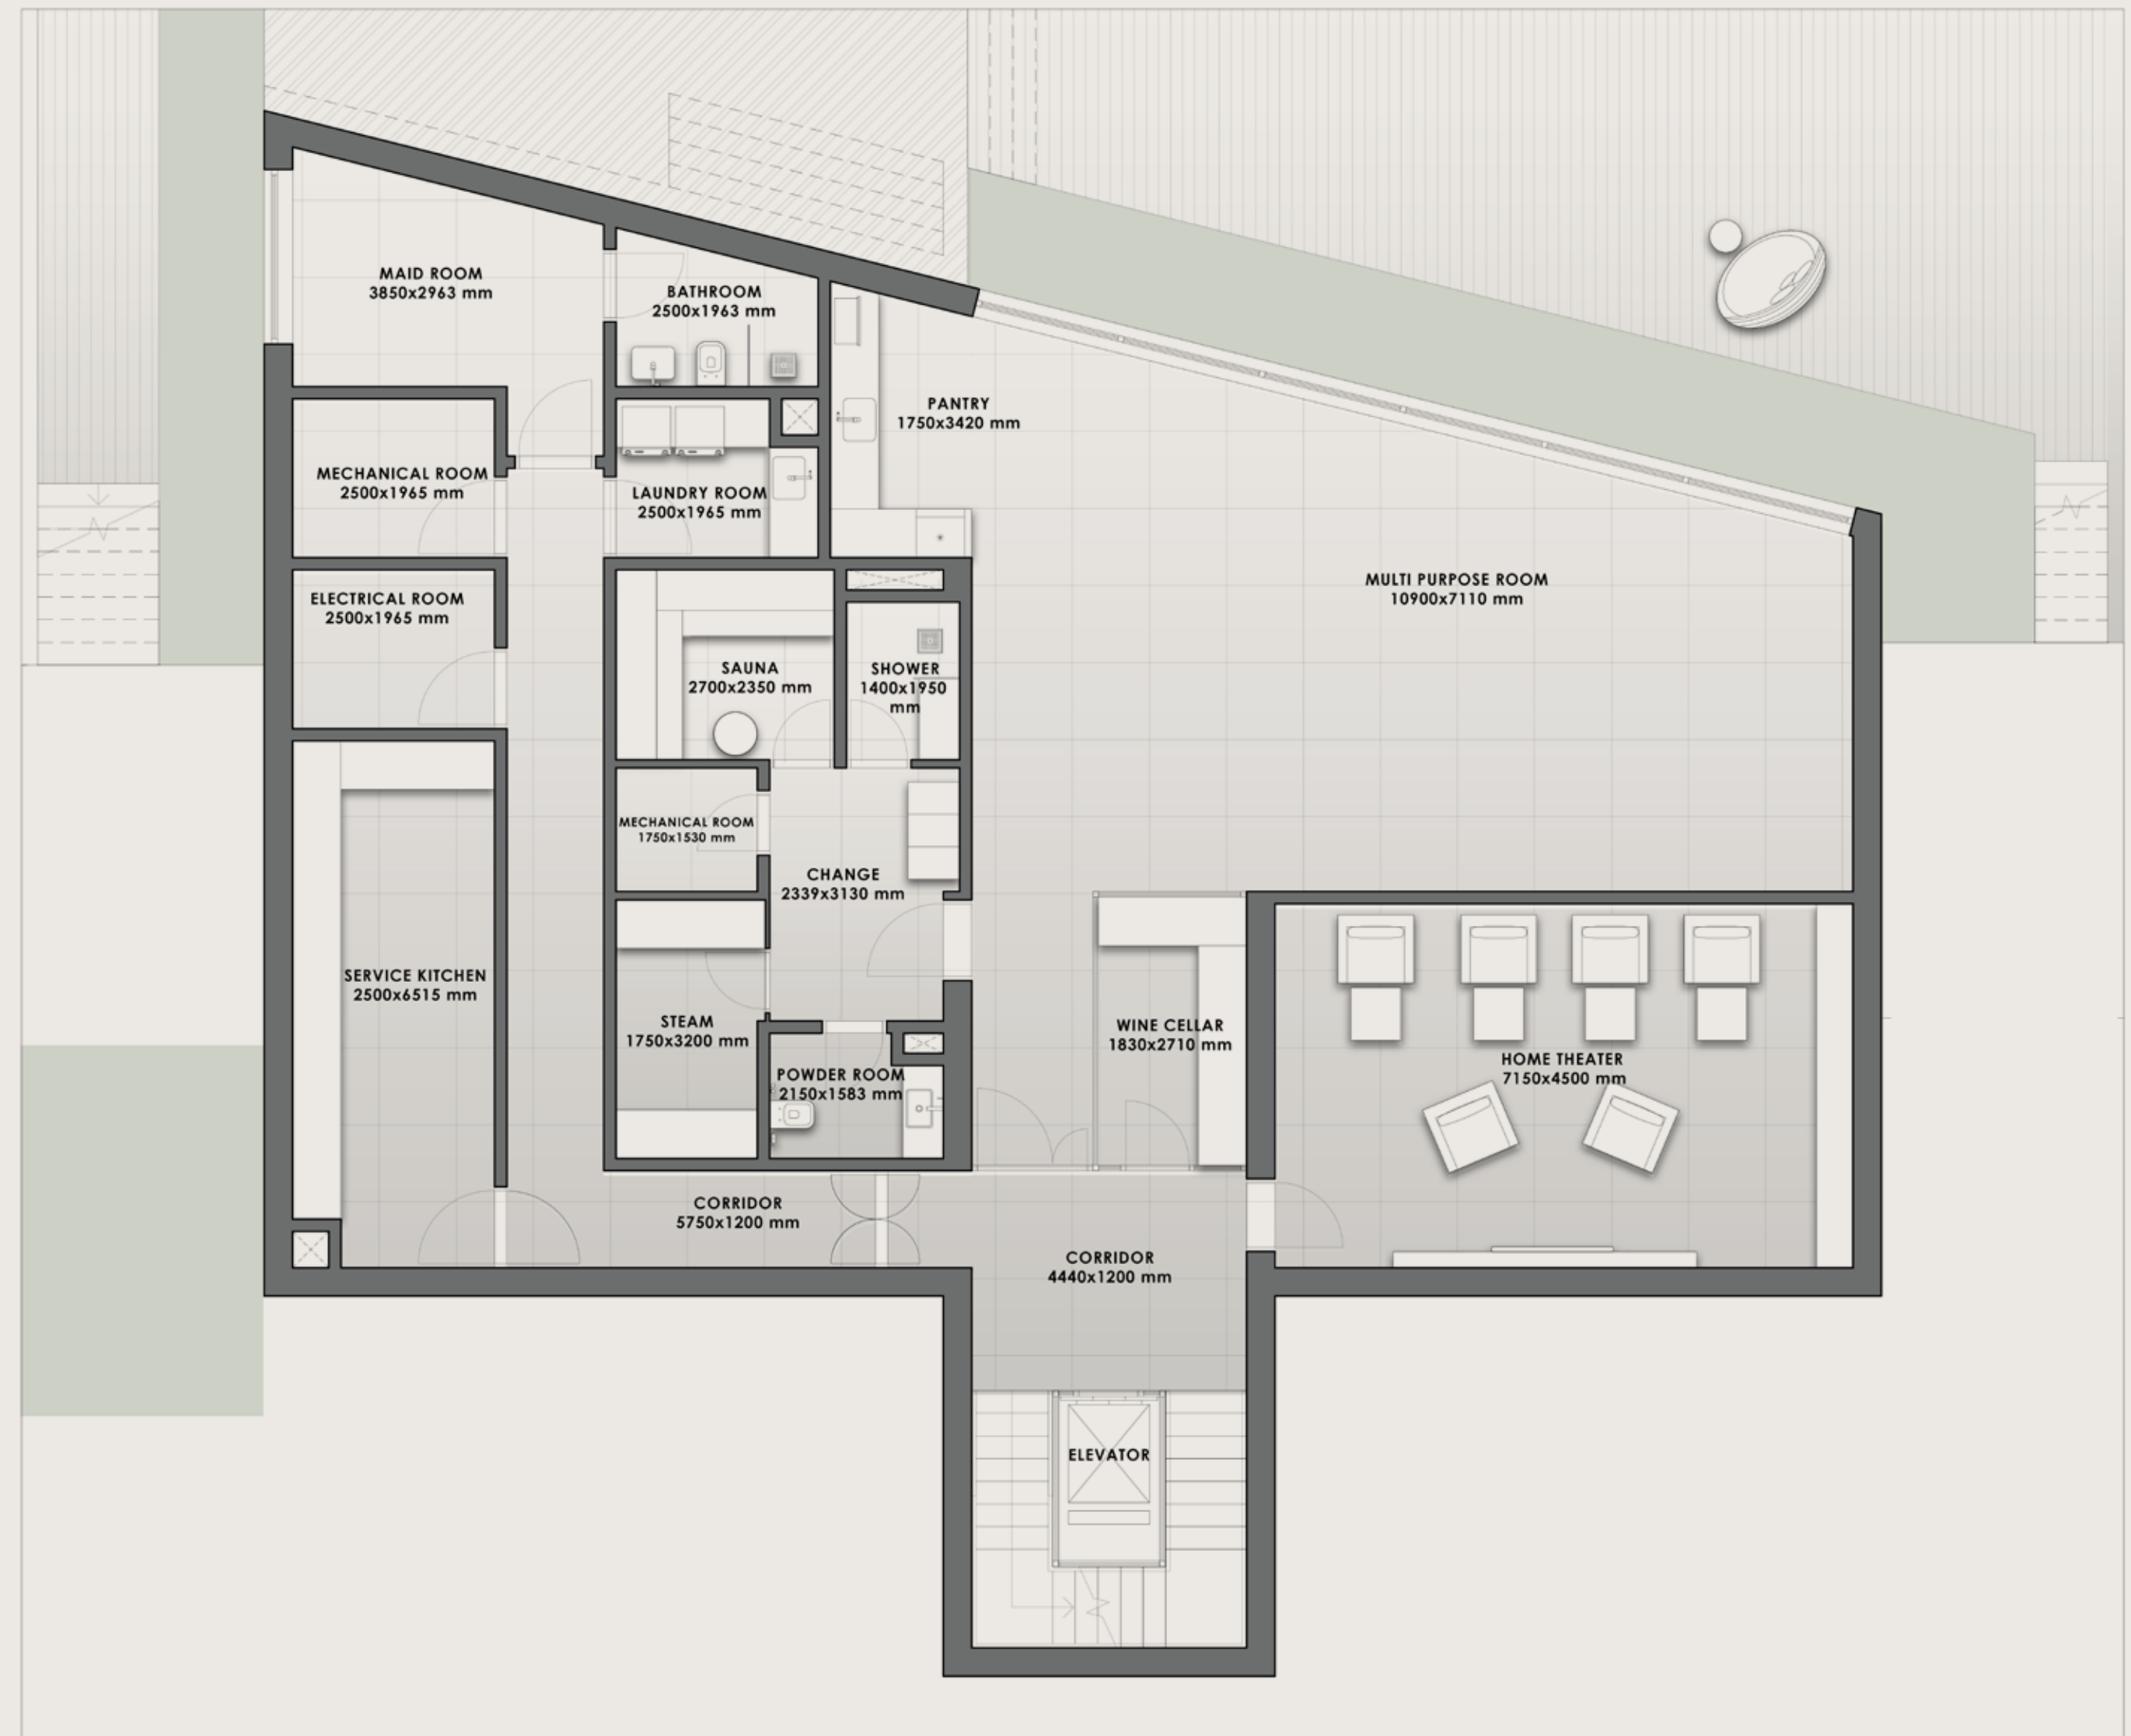 MAID ROOM
3850x2963 mm
BATHROOM
2500x1963 mm
PANTRY
1750x3420 mm
MECHANICAL ROOM
2500x1965 mm
LAUNDRY ROOM
2500x1965 mm
ELECTRICAL ROOM
2500x1965 mm
MULTI PURPOSE ROOM
10900x7110 mm
SAUNA
2700x2350 mm
SHOWER
1400x1950
mm
MECHANICAL ROOM
1750x1530 mm
CHANGE
2339x3130 mm
SERVICE KITCHEN
2500x6515 mm
STEAM
1750x3200 mm
WINE CELLAR
1830x2710 mm
POWDER ROOM
2150x1583 mm
HOME THEATER
7150x4500 mm
CORRIDOR
5750x1200 mm
CORRIDOR
4440x1200 mm
ELEVATOR